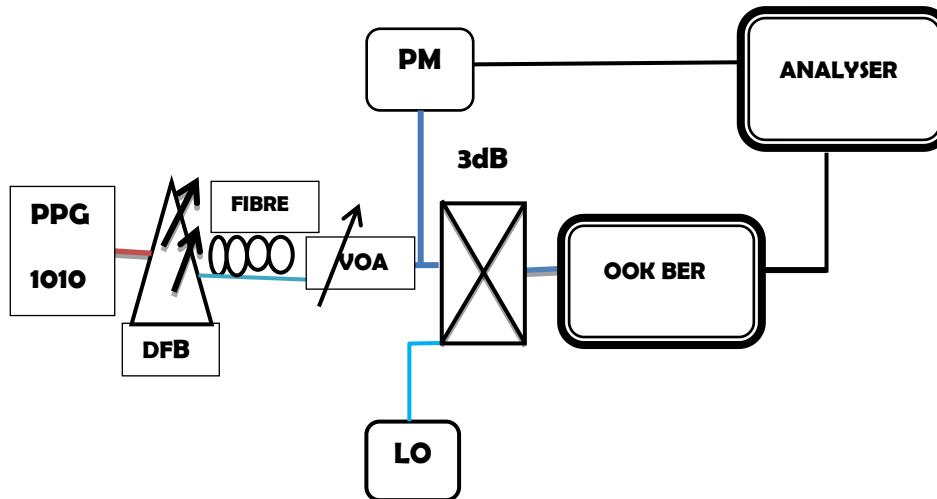 PM
ANALYSER
3dB
PPG
1010
FIBRE
VOA
OOK BER
DFB
LO